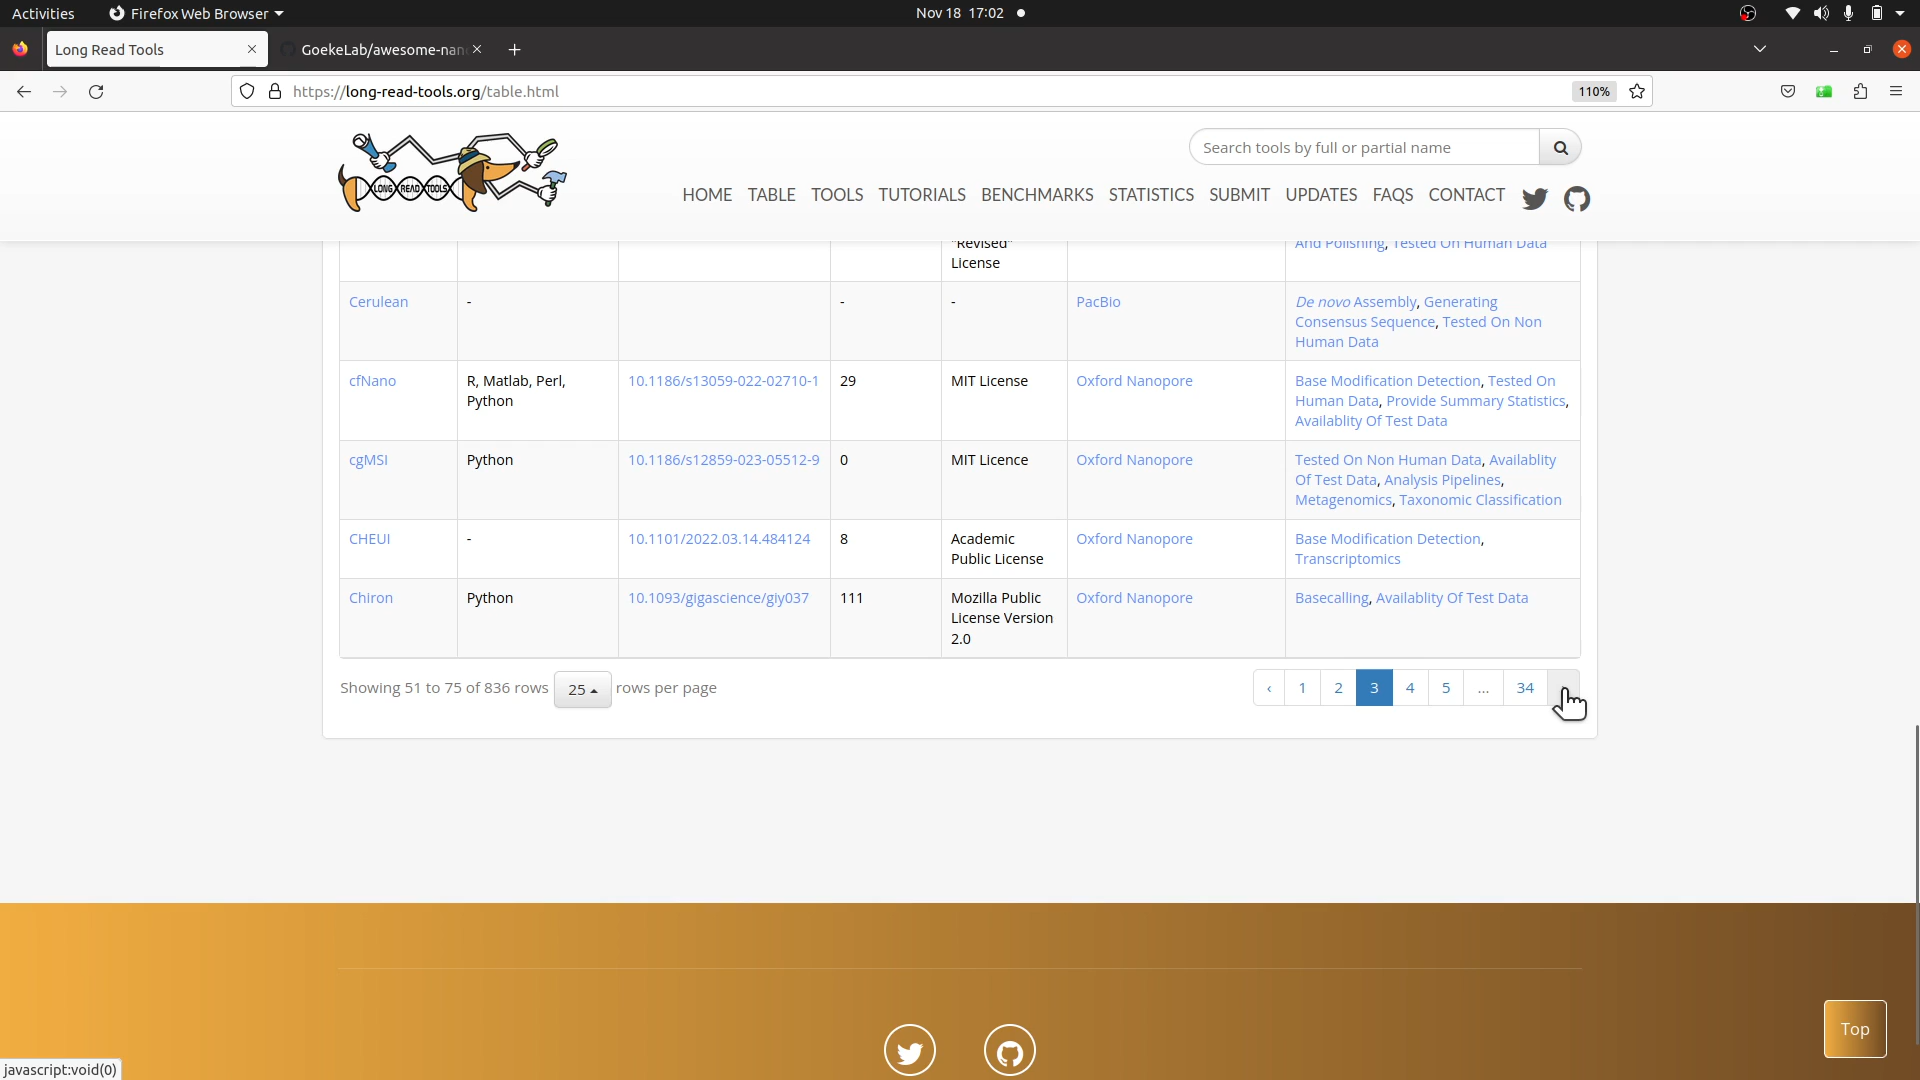 Activities Firefox Web Browser Nov 18 17:02
Long Read Tools GoekeLab/awesome-nan
https://long-read-tools.org/table.html 110%
LONG READ TOOLS
Search tools by full or partial name
HOME TABLE TOOLS TUTORIALS BENCHMARKS STATISTICS SUBMIT UPDATES FAQS CONTACT
"Revised" And Polishing, Tested On Human Data
License
Cerulean - - - PacBio De novo Assembly, Generating
Consensus Sequence, Tested On Non
Human Data
cfNano R, Matlab, Perl, 10.1186/s13059-022-02710-1 29 MIT License Oxford Nanopore Base Modification Detection, Tested On
Python Human Data, Provide Summary Statistics,
Availablity Of Test Data
cgMSI Python 10.1186/s12859-023-05512-9 0 MIT Licence Oxford Nanopore Tested On Non Human Data, Availablity
Of Test Data, Analysis Pipelines,
Metagenomics, Taxonomic Classification
CHEUI - 10.1101/2022.03.14.484124 8 Academic Oxford Nanopore Base Modification Detection,
Public License Transcriptomics
Chiron Python 10.1093/gigascience/giy037 111 Mozilla Public Oxford Nanopore Basecalling, Availablity Of Test Data
License Version
2.0
Showing 51 to 75 of 836 rows 25 rows per page ‹ 1 2 3 4 5 ... 34
Top
javascript:void(0)